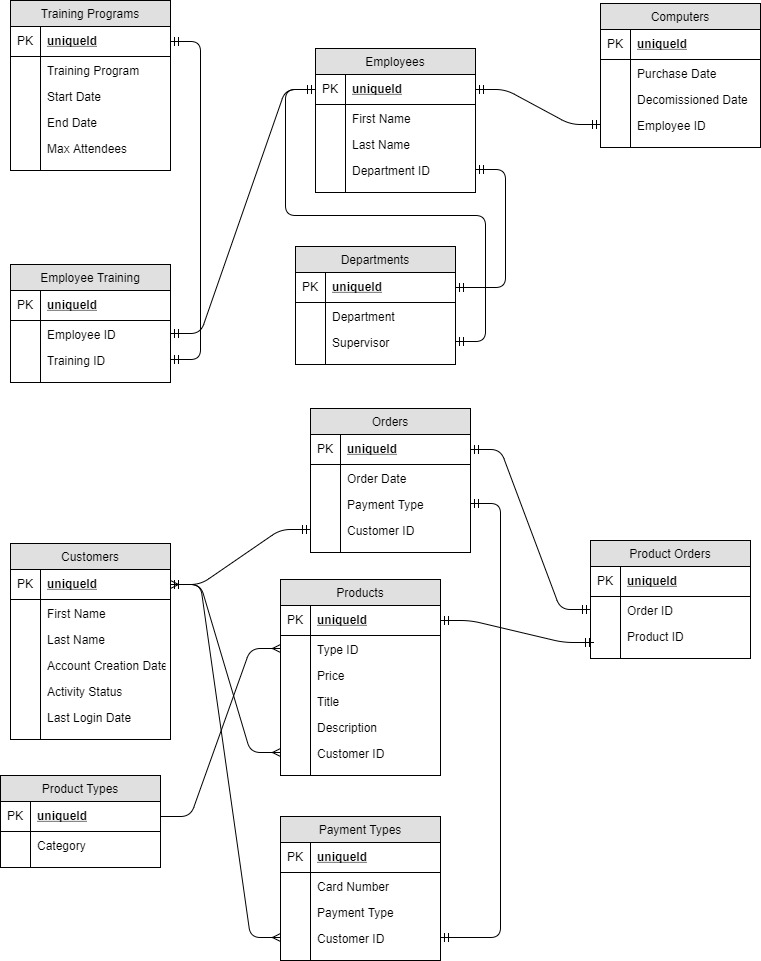 Training Programs
PK uniqueId
Training Program
Start Date
End Date
Max Attendees
Employees
PK uniqueId
First Name
Last Name
Department ID
Computers
PK uniqueId
Purchase Date
Decomissioned Date
Employee ID
Employee Training
PK uniqueId
Employee ID
Training ID
Departments
PK uniqueId
Department
Supervisor
Orders
PK uniqueId
Order Date
Payment Type
Customer ID
Customers
PK uniqueId
First Name
Last Name
Account Creation Date
Activity Status
Last Login Date
Products
PK uniqueId
Type ID
Price
Title
Description
Customer ID
Product Orders
PK uniqueId
Order ID
Product ID
Product Types
PK uniqueId
Category
Payment Types
PK uniqueId
Card Number
Payment Type
Customer ID